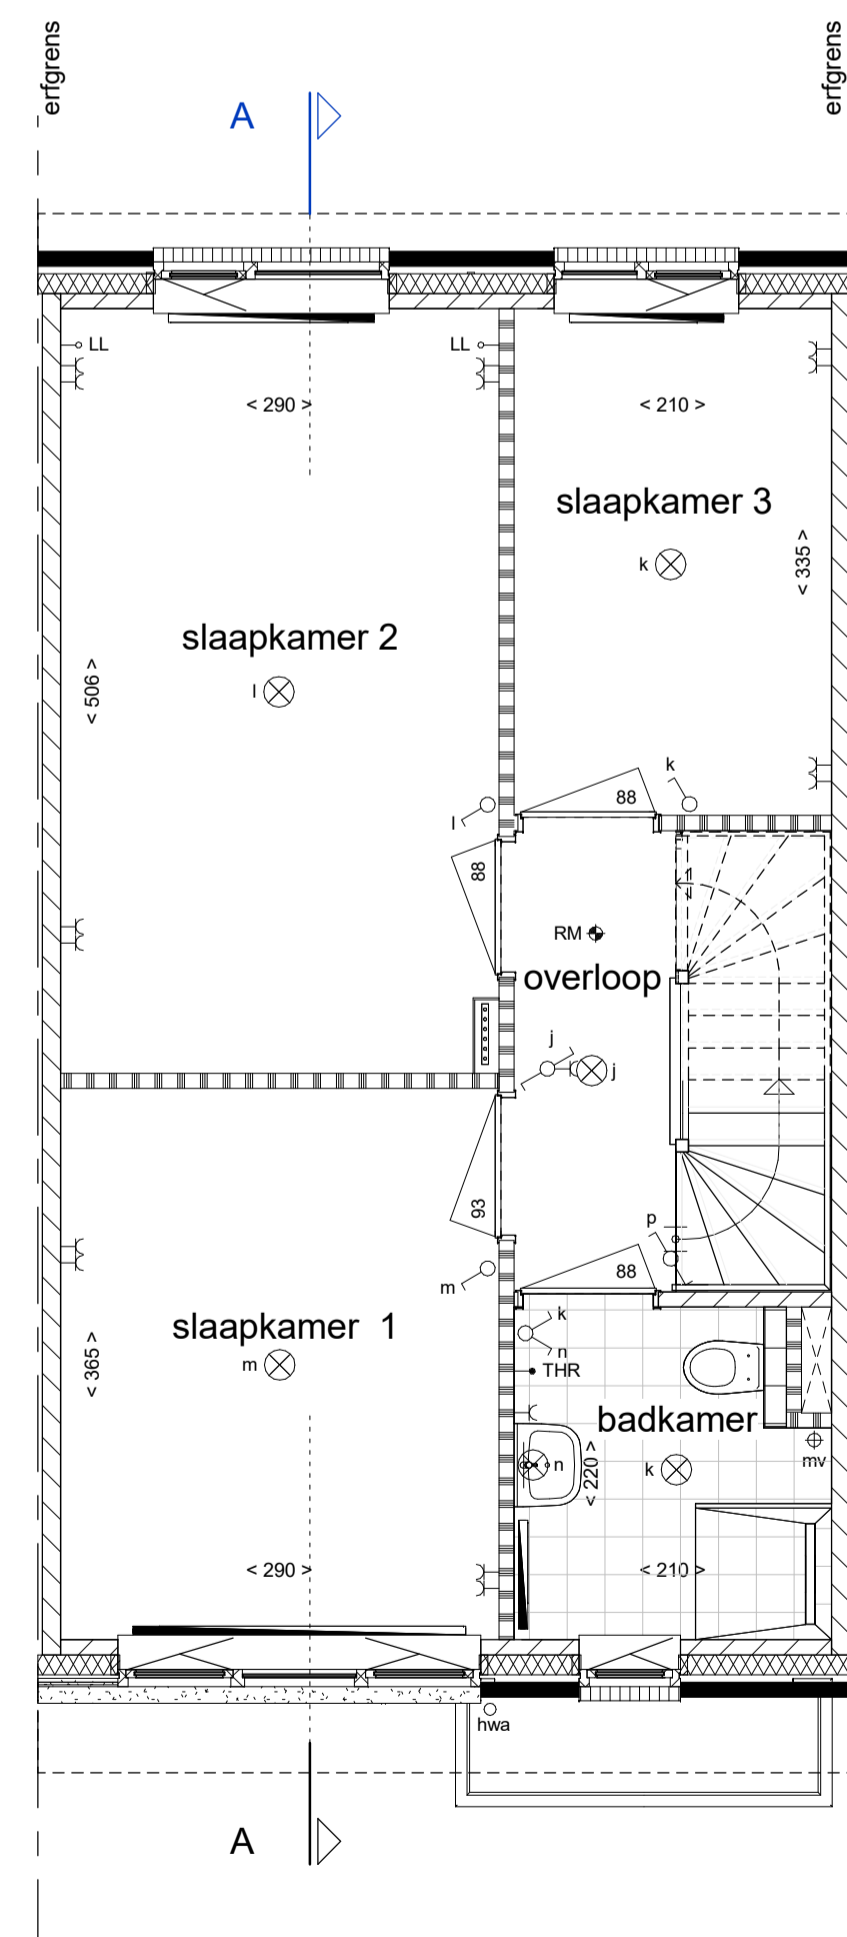 erfgrens
erfgrens
A
LL
LL
< 290 >
< 210 >
slaapkamer 3
< 335 >
k
slaapkamer 2
l
< 506 >
k
88
l
88
RM
overloop
j
j
93
p
88
m
k
n
THR
slaapkamer 1
m
< 365 >
badkamer
n
< 220 >
k
mv
< 290 >
< 210 >
hwa
A